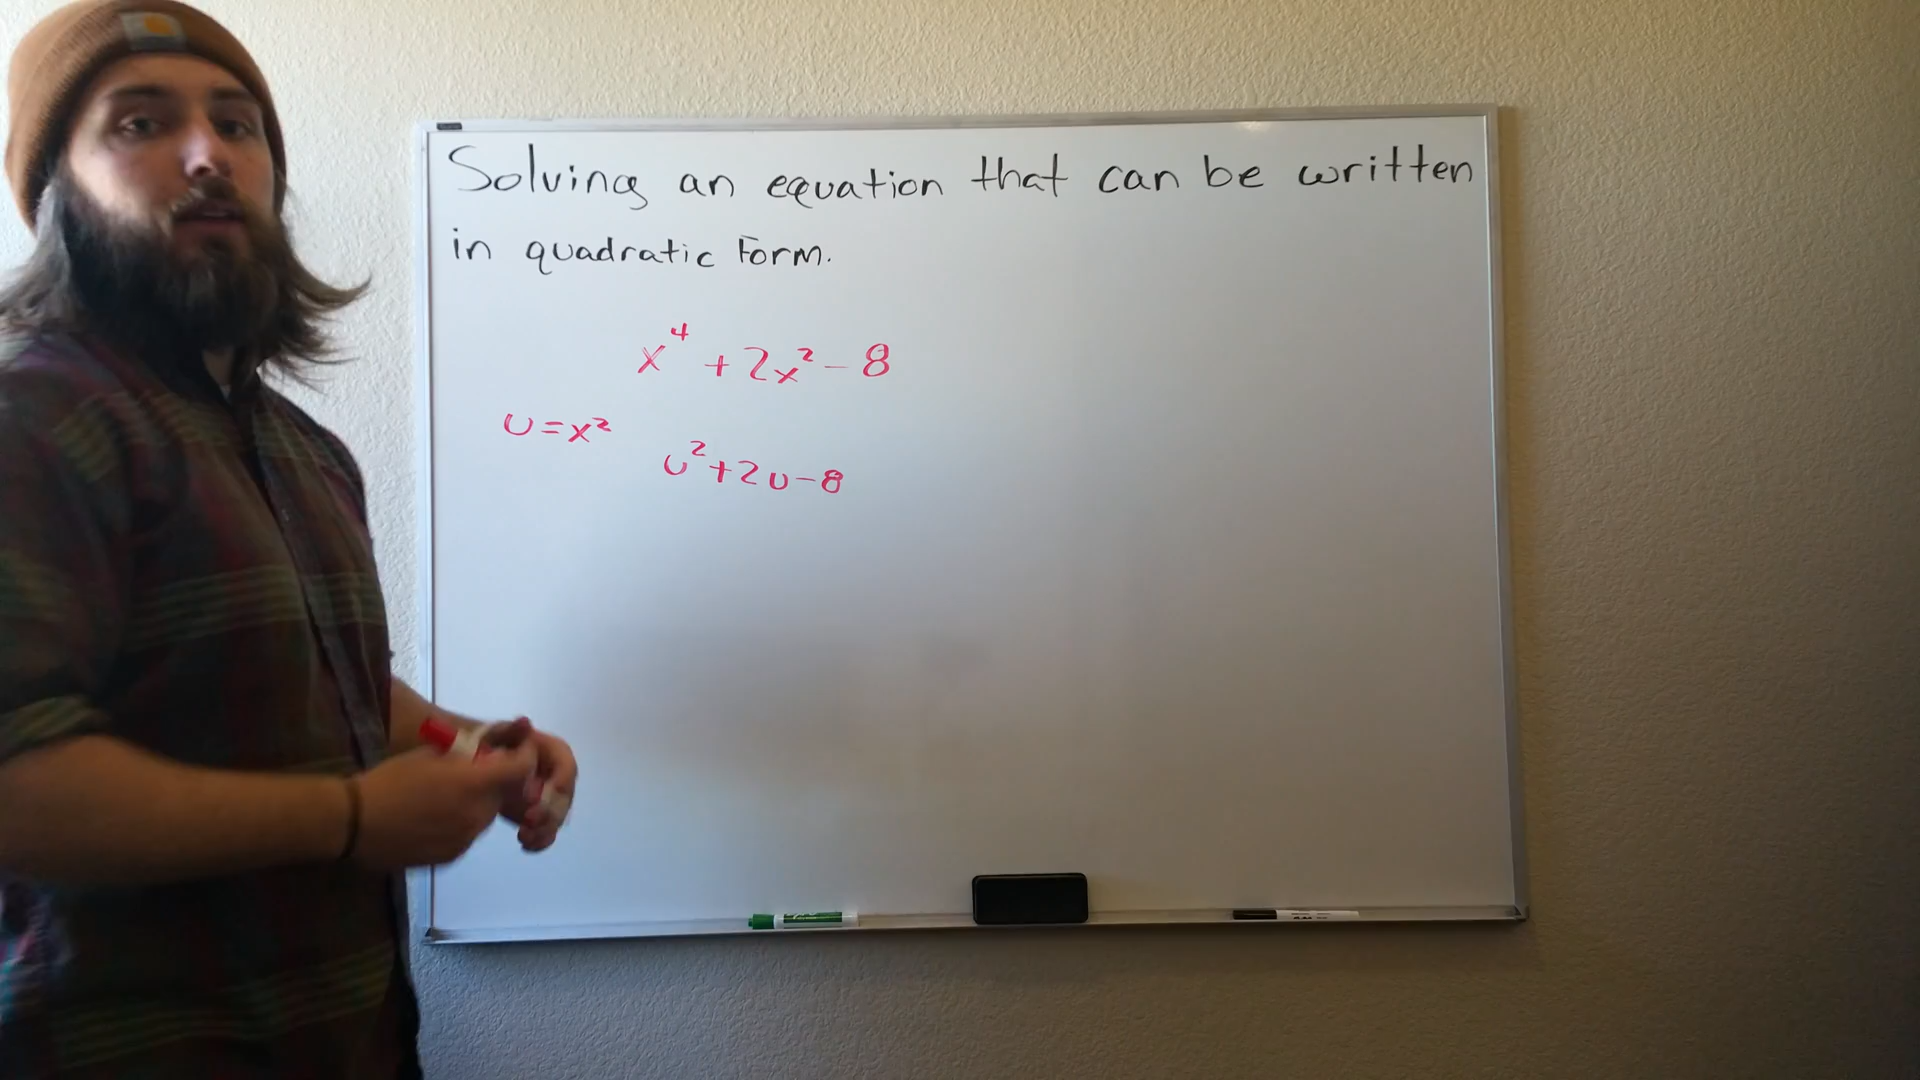 Solving an equation that can be written
in quadratic Form.
x⁴ + 2x² - 8
u = x²
u² + 2u - 8